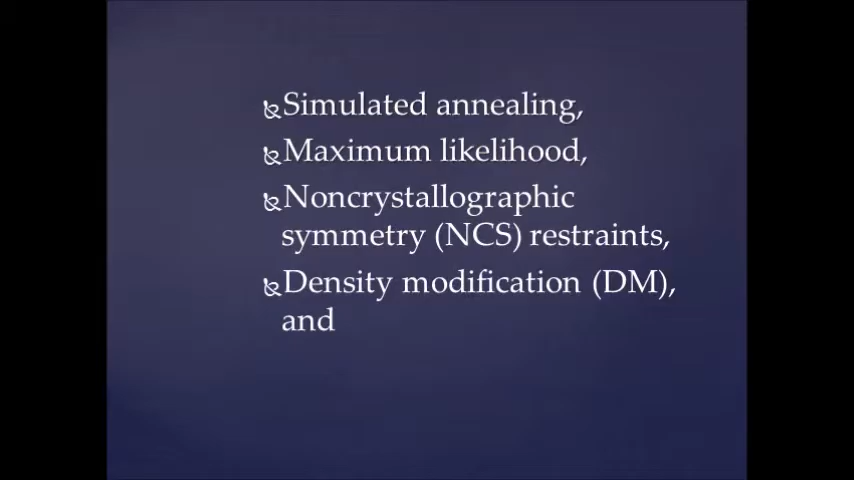 Simulated annealing,
Maximum likelihood,
Noncrystallographic
symmetry (NCS) restraints,
Density modification (DM),
and